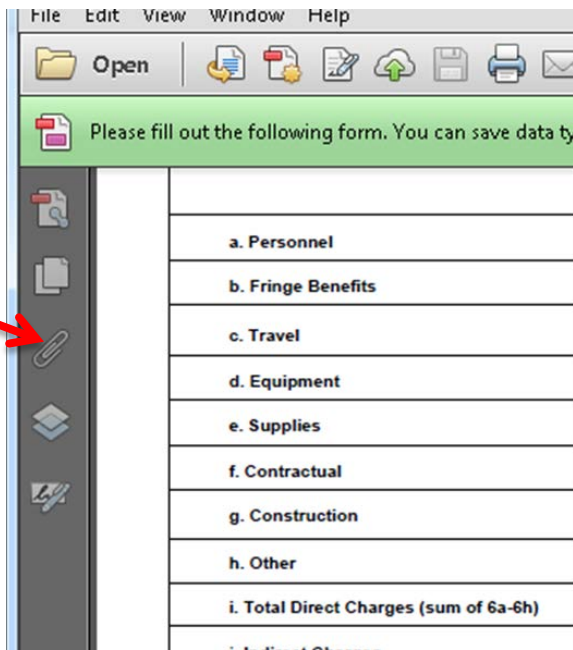 File Edit View Window Help
Open
Please fill out the following form. You can save data ty
a. Personnel
b. Fringe Benefits
c. Travel
d. Equipment
e. Supplies
f. Contractual
g. Construction
h. Other
i. Total Direct Charges (sum of 6a-6h)